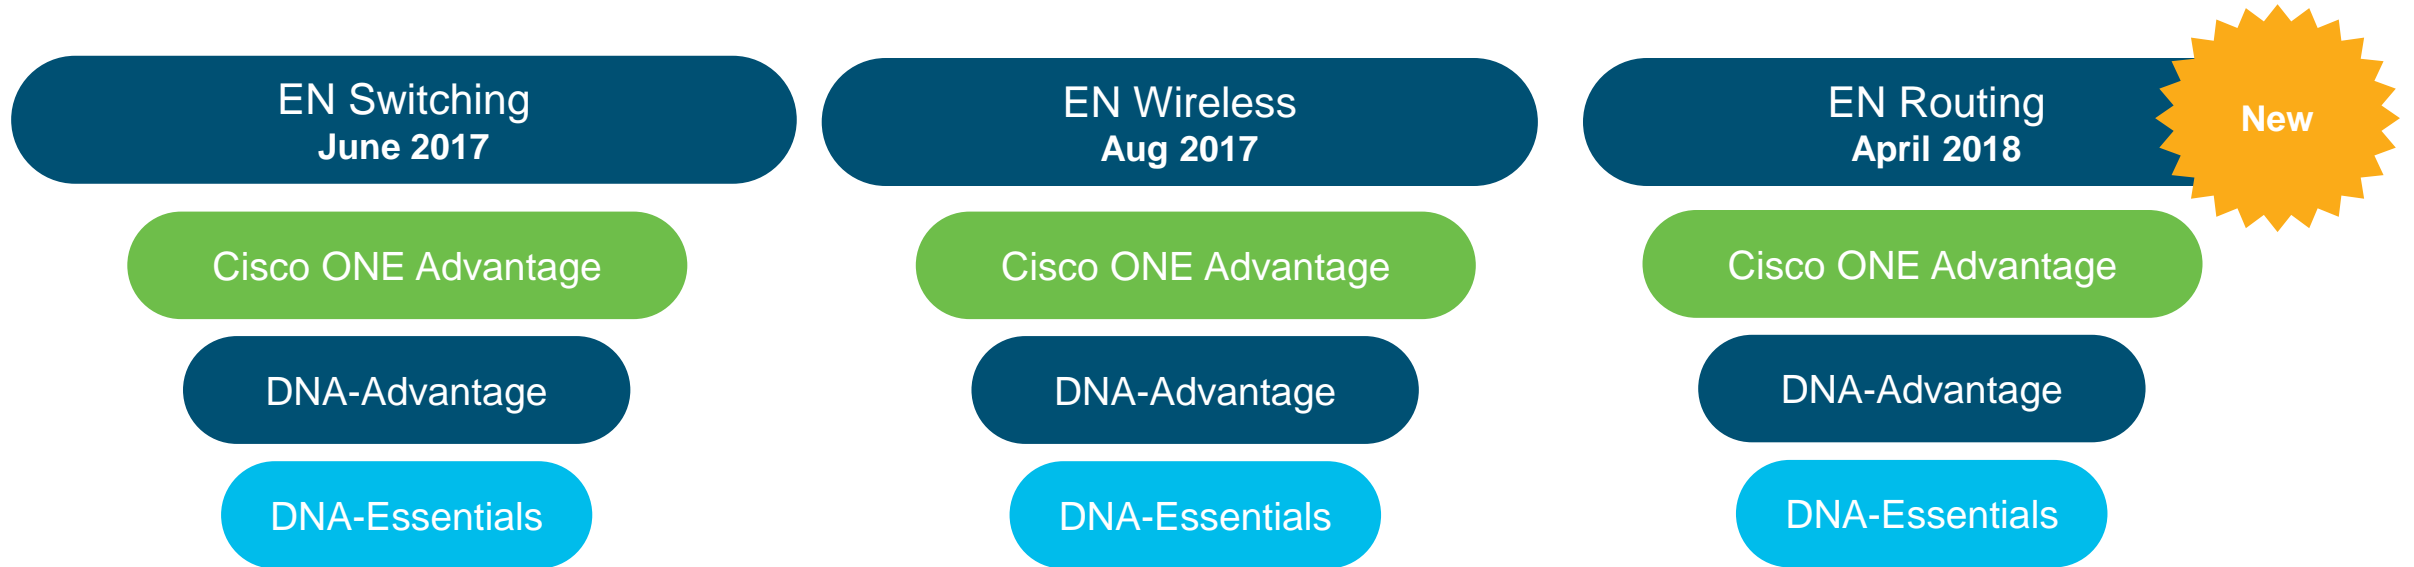 EN Switching
June 2017
Cisco ONE Advantage
DNA-Advantage
DNA-Essentials
EN Wireless
Aug 2017
Cisco ONE Advantage
DNA-Advantage
DNA-Essentials
EN Routing
April 2018
New
Cisco ONE Advantage
DNA-Advantage
DNA-Essentials